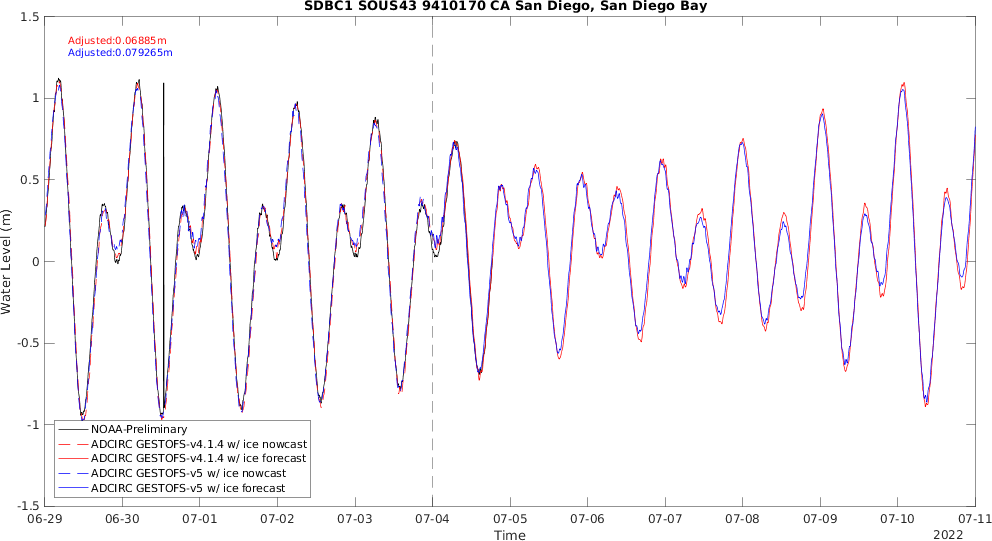 SDBC1 SOUS43 9410170 CA San Diego, San Diego Bay
1.5
Adjusted:0.06885m
Adjusted:0.079265m
1
0.5
0
-0.5
-1
-1.5
Water Level (m)
NOAA-Preliminary
ADCIRC GESTOFS-v4.1.4 w/ ice nowcast
ADCIRC GESTOFS-v4.1.4 w/ ice forecast
ADCIRC GESTOFS-v5 w/ ice nowcast
ADCIRC GESTOFS-v5 w/ ice forecast
06-29 06-30 07-01 07-02 07-03 07-04 07-05 07-06 07-07 07-08 07-09 07-10 07-11
Time
2022